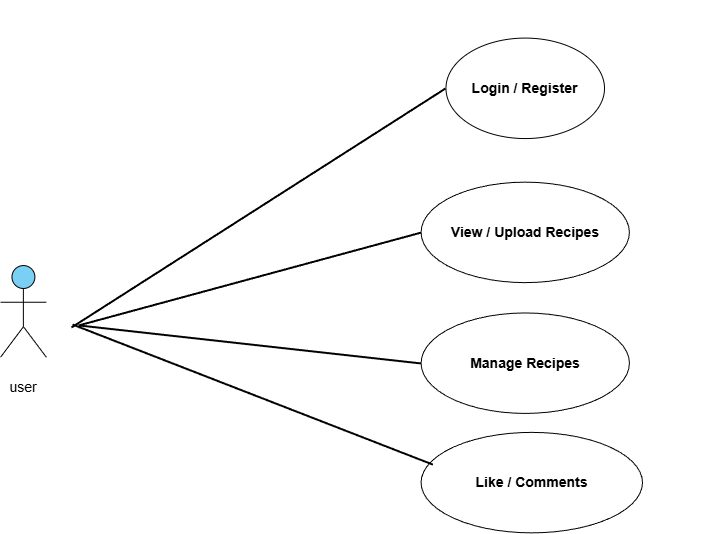 Login / Register
View / Upload Recipes
user
Manage Recipes
Like / Comments